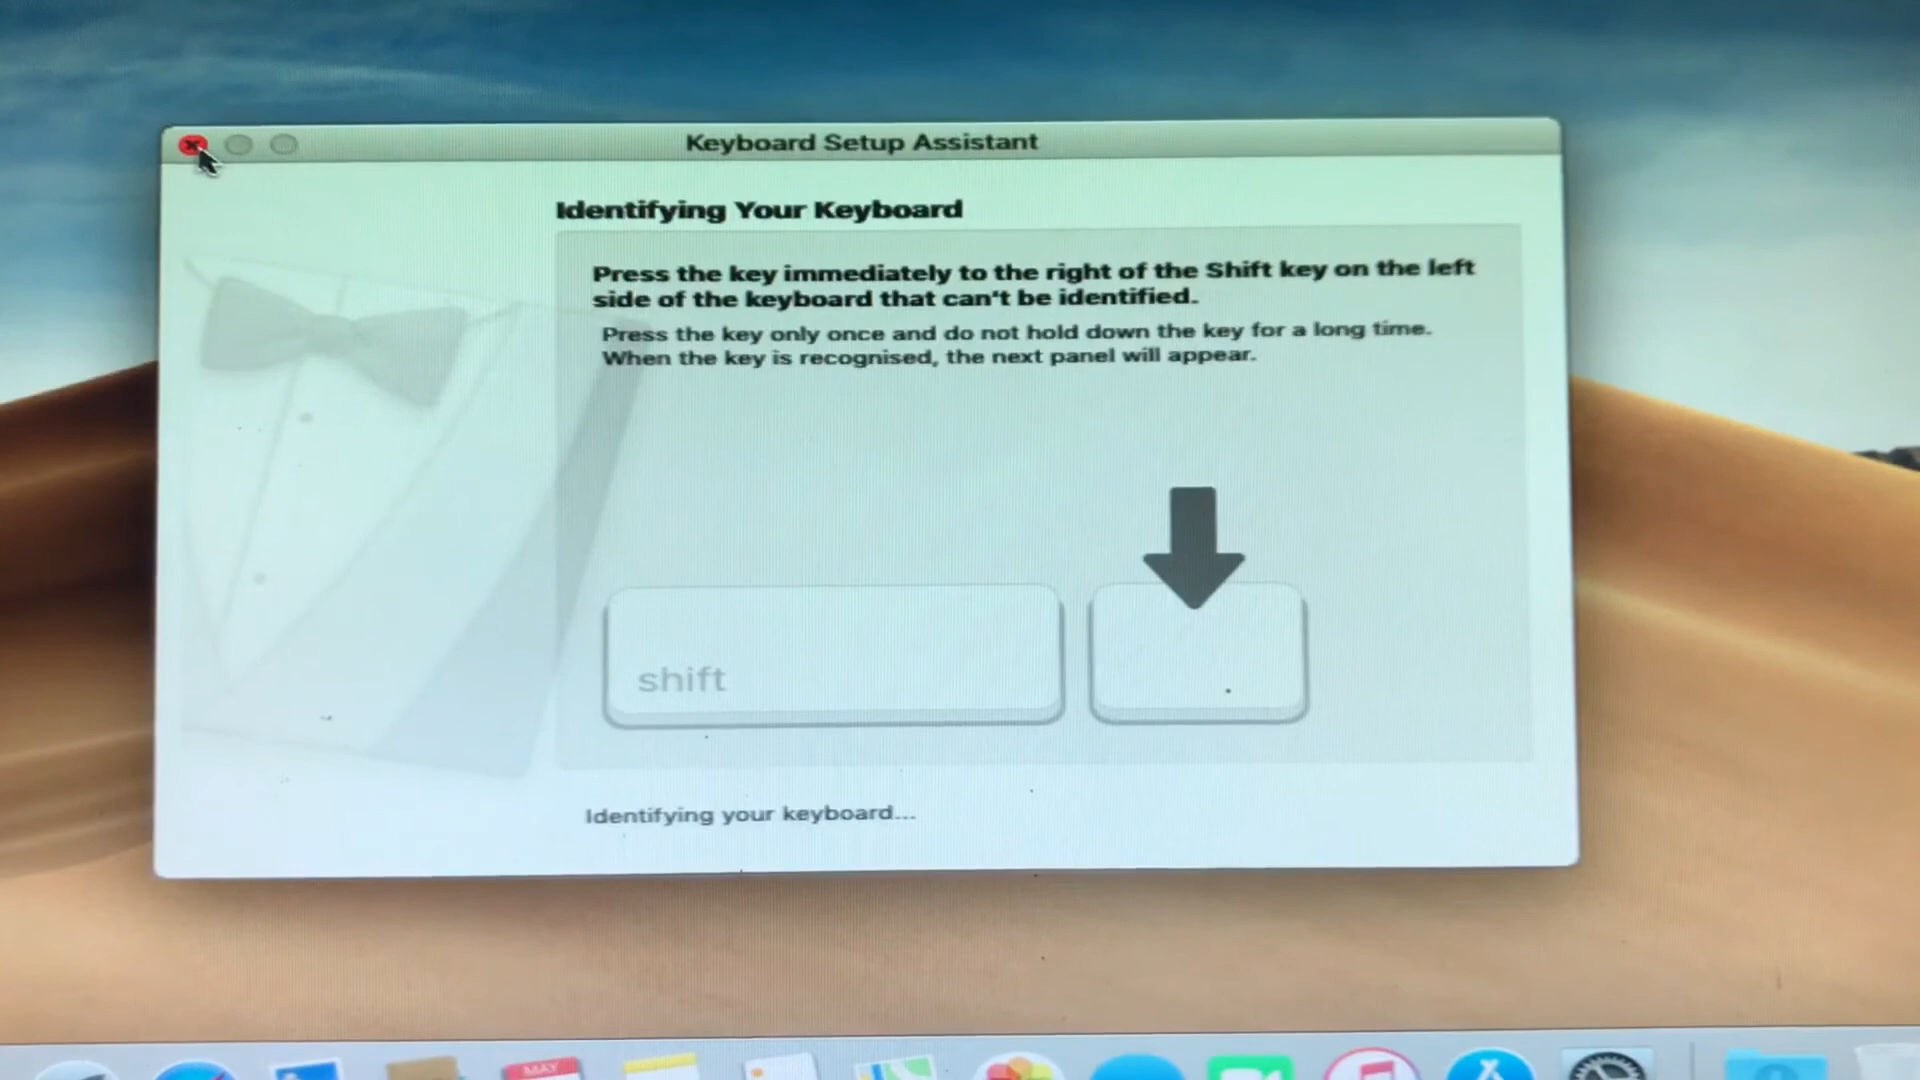 Keyboard Setup Assistant
Identifying Your Keyboard
Press the key immediately to the right of the Shift key on the left
side of the keyboard that can't be identified.
Press the key only once and do not hold down the key for a long time.
When the key is recognised, the next panel will appear.
shift
Identifying your keyboard...
MAY